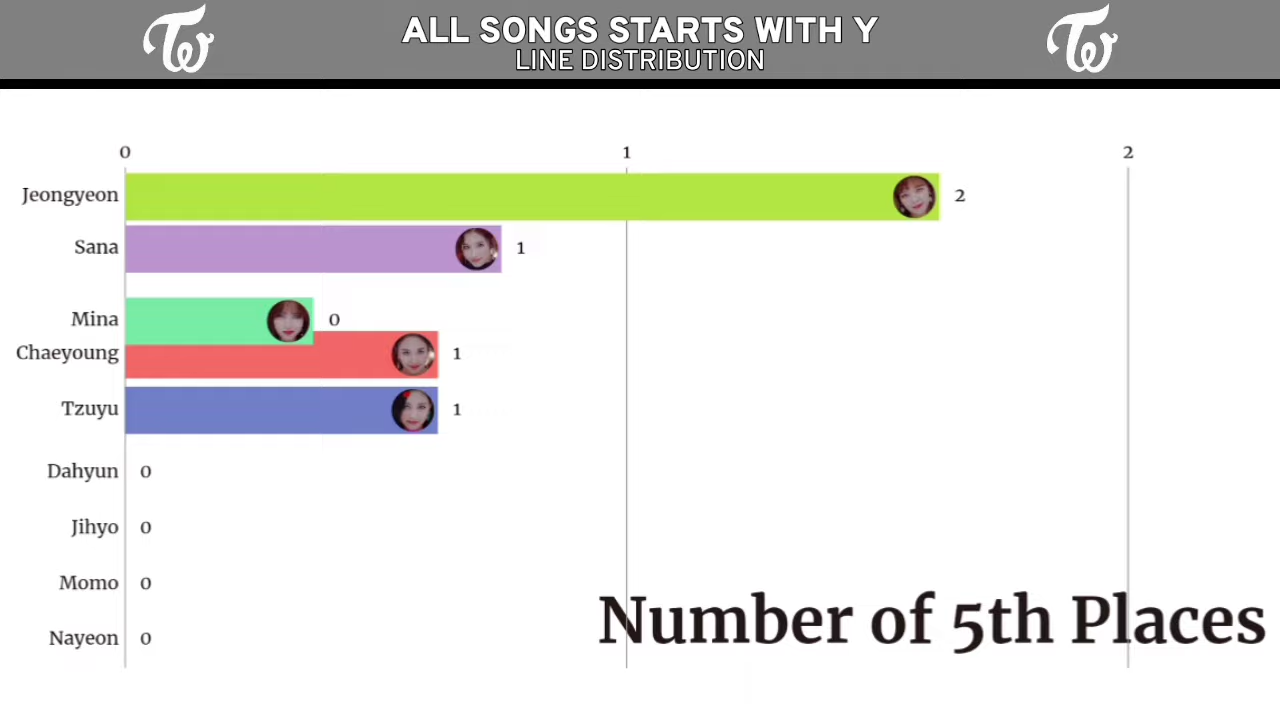 ALL SONGS STARTS WITH Y
LINE DISTRIBUTION
0 1 2
Jeongyeon 2
Sana 1
Mina 0
Chaeyoung 1
Tzuyu 1
Dahyun 0
Jihyo 0
Momo 0
Nayeon 0
Number of 5th Places